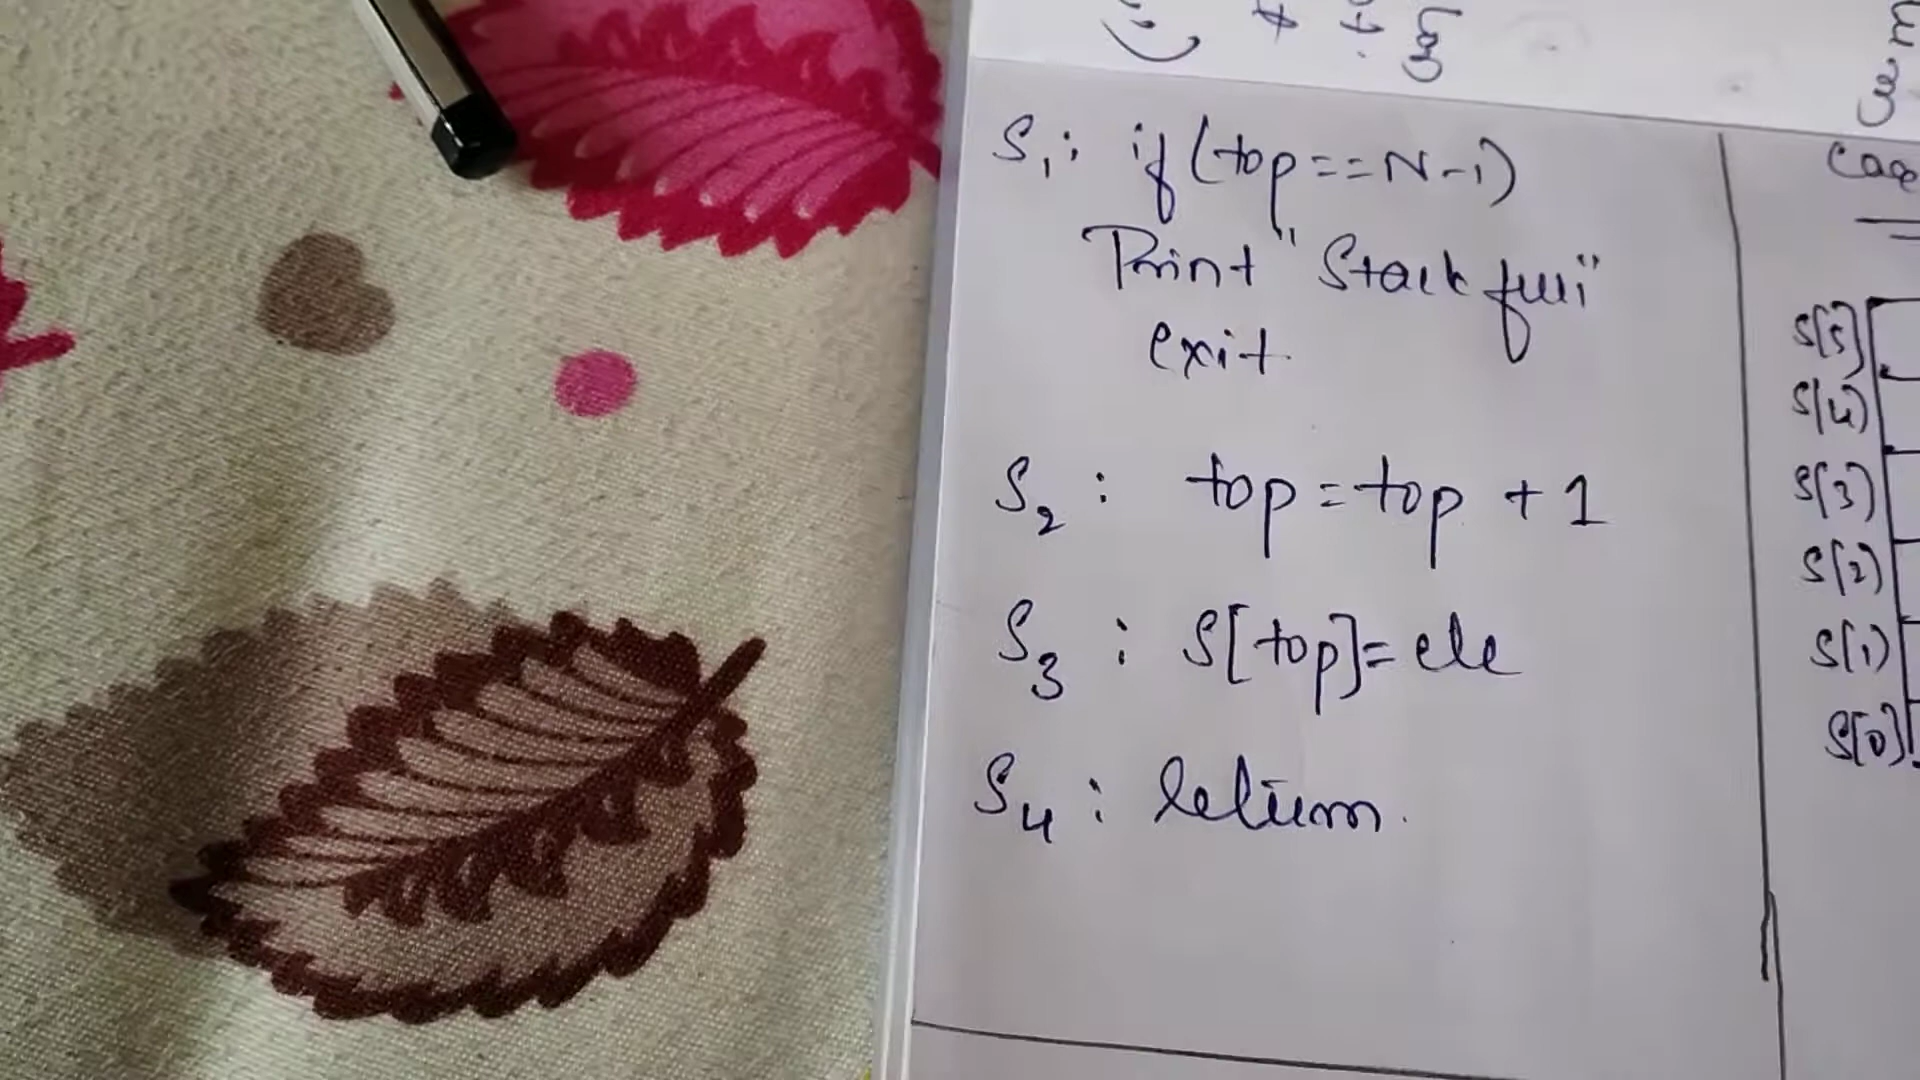 S1: if(top==N-1)
Print "Stack full"
exit
S2: top=top+1
S3: S[top]=ele
S4: return.
Case
S[5]
S[4]
S[3]
S[2]
S[1]
S[0]